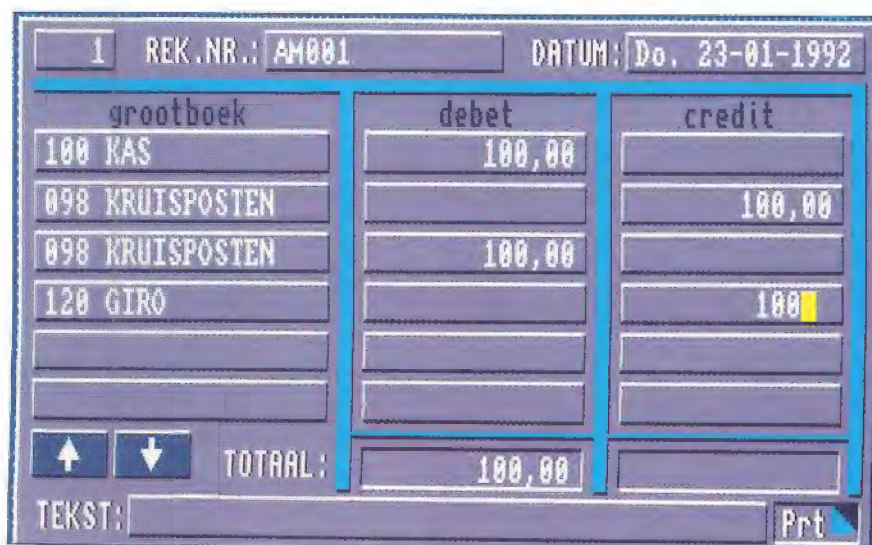 1 REK.NR.: AM001 DATUM: Do. 23-01-1992
grootboek debet credit
100 KAS 100,00
098 KRUISPOSTEN 100,00
098 KRUISPOSTEN 100,00
120 GIRO 100
TOTAAL: 100,00
TEKST: Prt